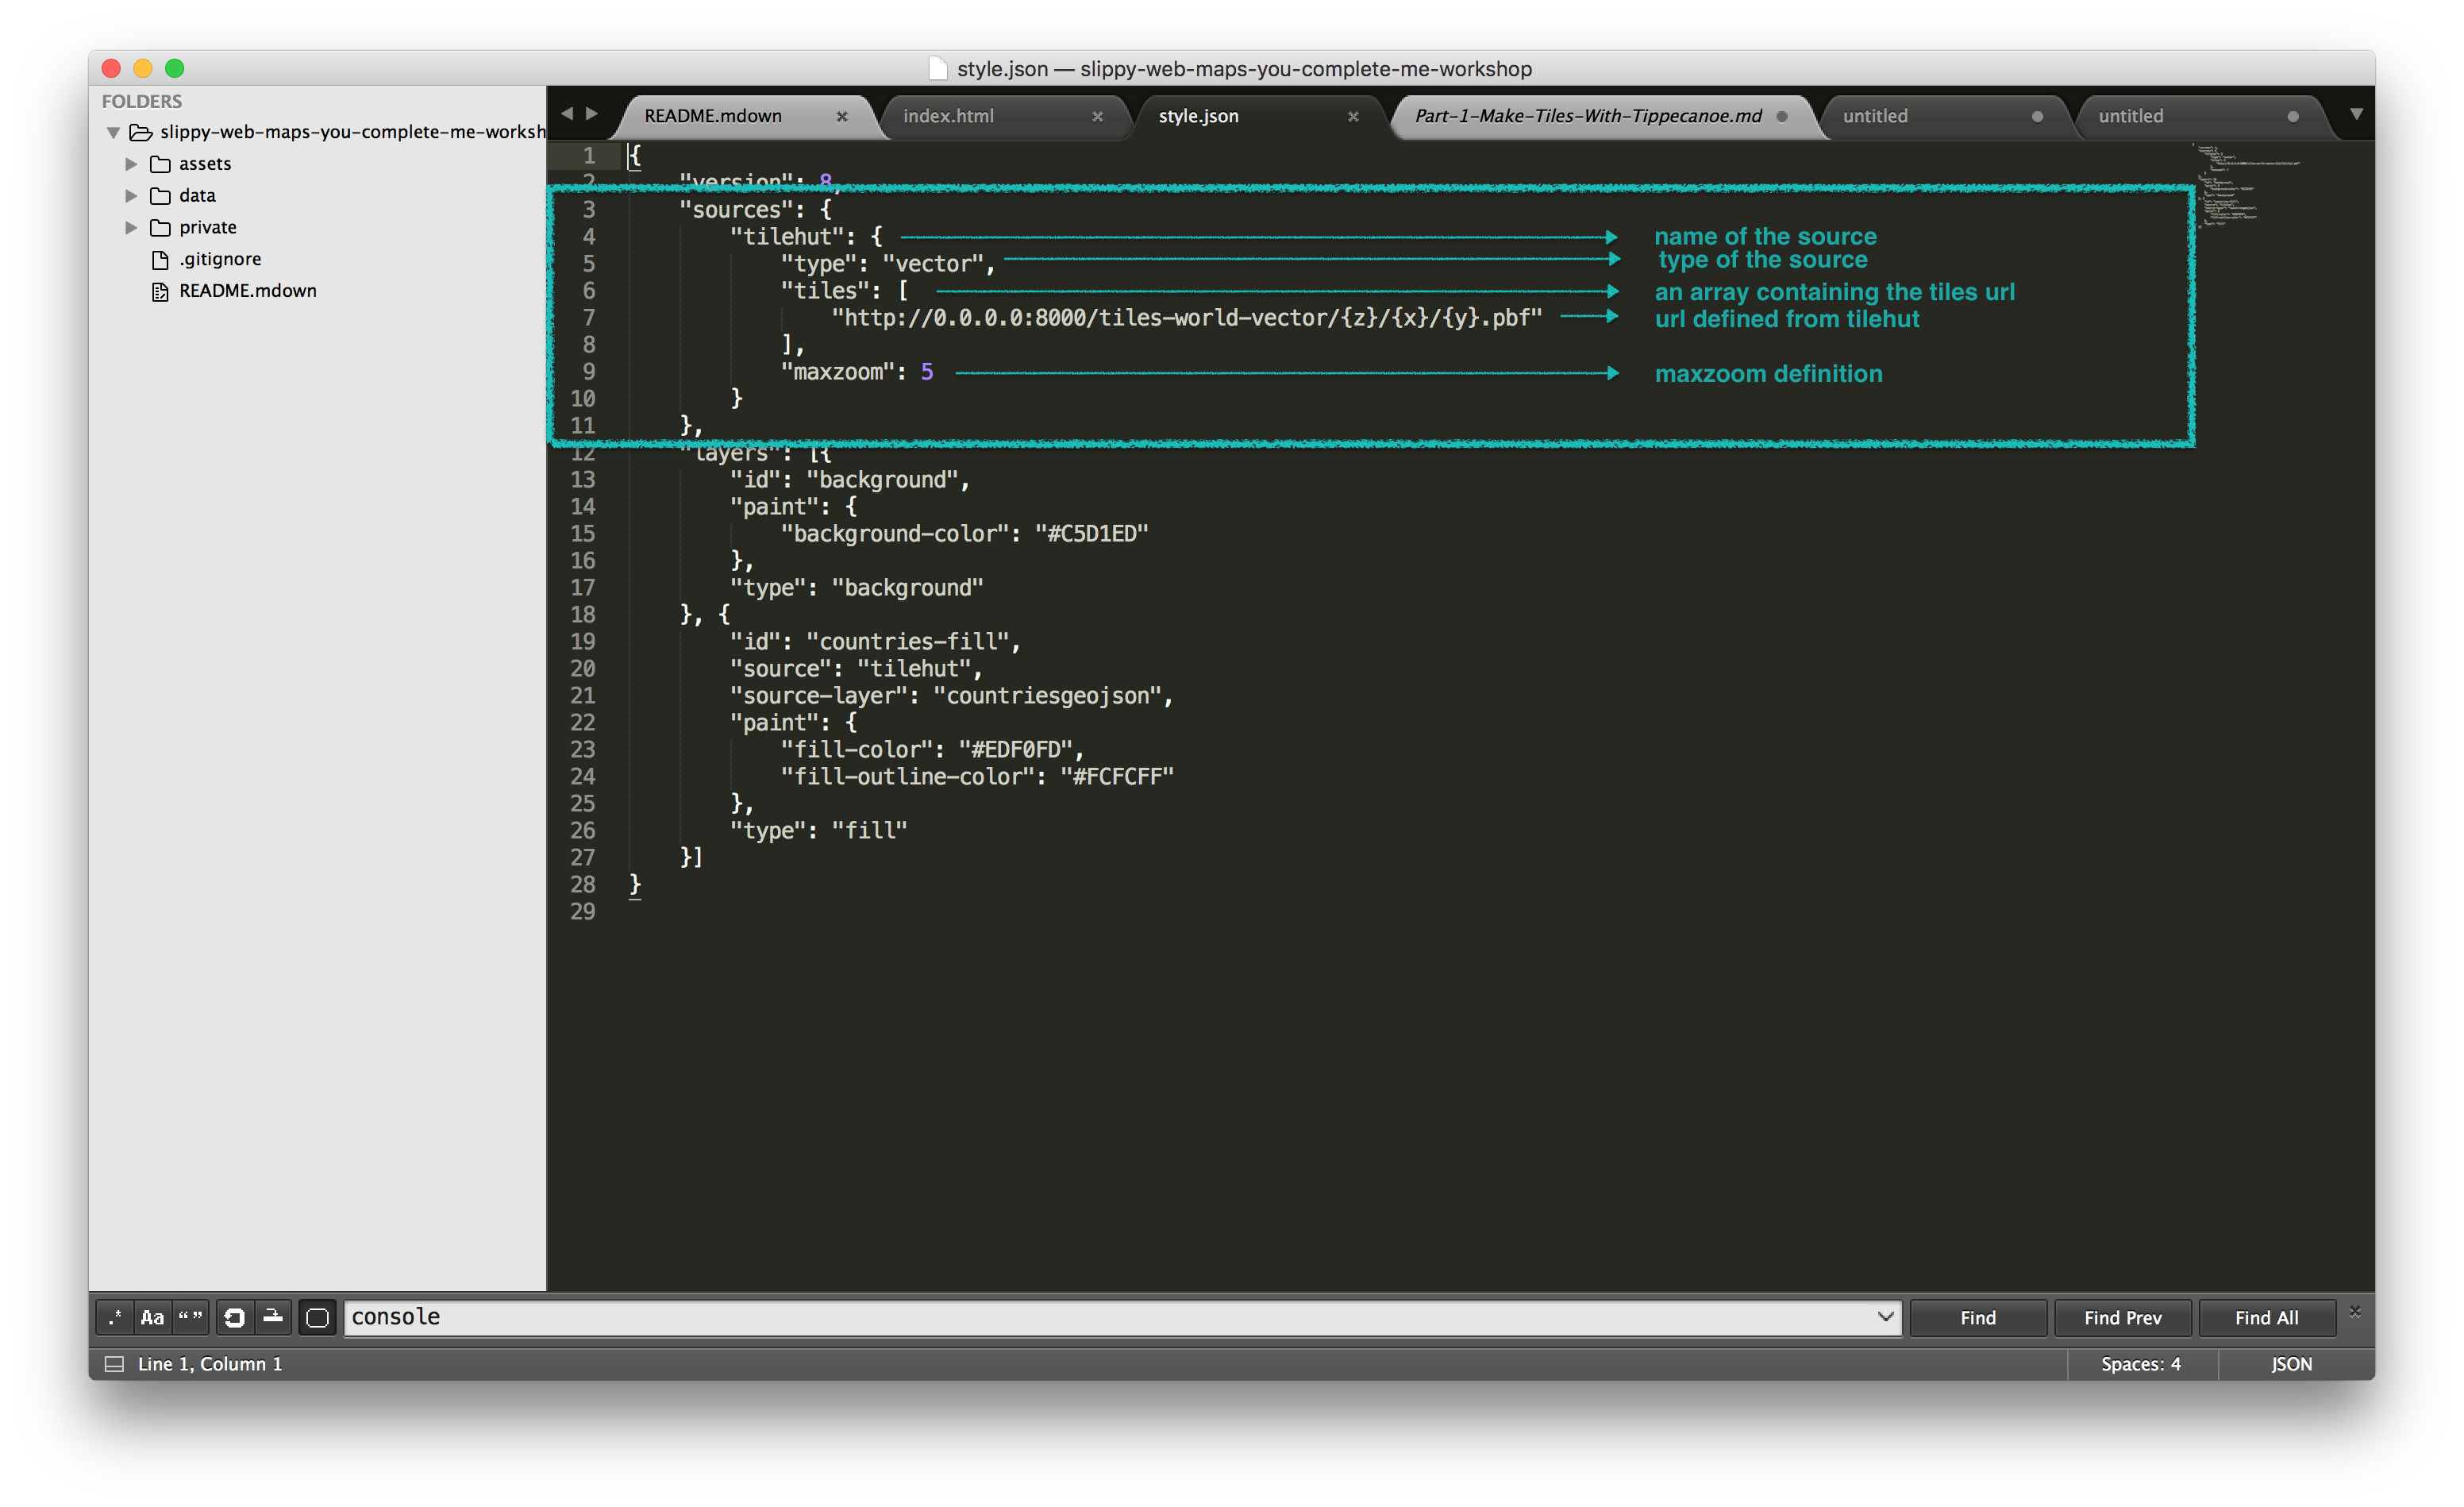 style.json — slippy-web-maps-you-complete-me-workshop
FOLDERS
slippy-web-maps-you-complete-me-worksh
assets
data
private
.gitignore
README.mdown
README.mdown
index.html
style.json
Part-1-Make-Tiles-With-Tippecanoe.md
untitled
untitled
1 {
2 "version": 8,
3 "sources": {
4 "tilehut": { name of the source
5 "type": "vector", type of the source
6 "tiles": [ an array containing the tiles url
7 "http://0.0.0.0:8000/tiles-world-vector/{z}/{x}/{y}.pbf" url defined from tilehut
8 ],
9 "maxzoom": 5 maxzoom definition
10 }
11 },
12 "layers": [{
13 "id": "background",
14 "paint": {
15 "background-color": "#C5D1ED"
16 },
17 "type": "background"
18 }, {
19 "id": "countries-fill",
20 "source": "tilehut",
21 "source-layer": "countriesgeojson",
22 "paint": {
23 "fill-color": "#EDF0FD",
24 "fill-outline-color": "#FCFCFF"
25 },
26 "type": "fill"
27 }]
28 }
29
.* Aa “” console Find Find Prev Find All
Line 1, Column 1 Spaces: 4 JSON